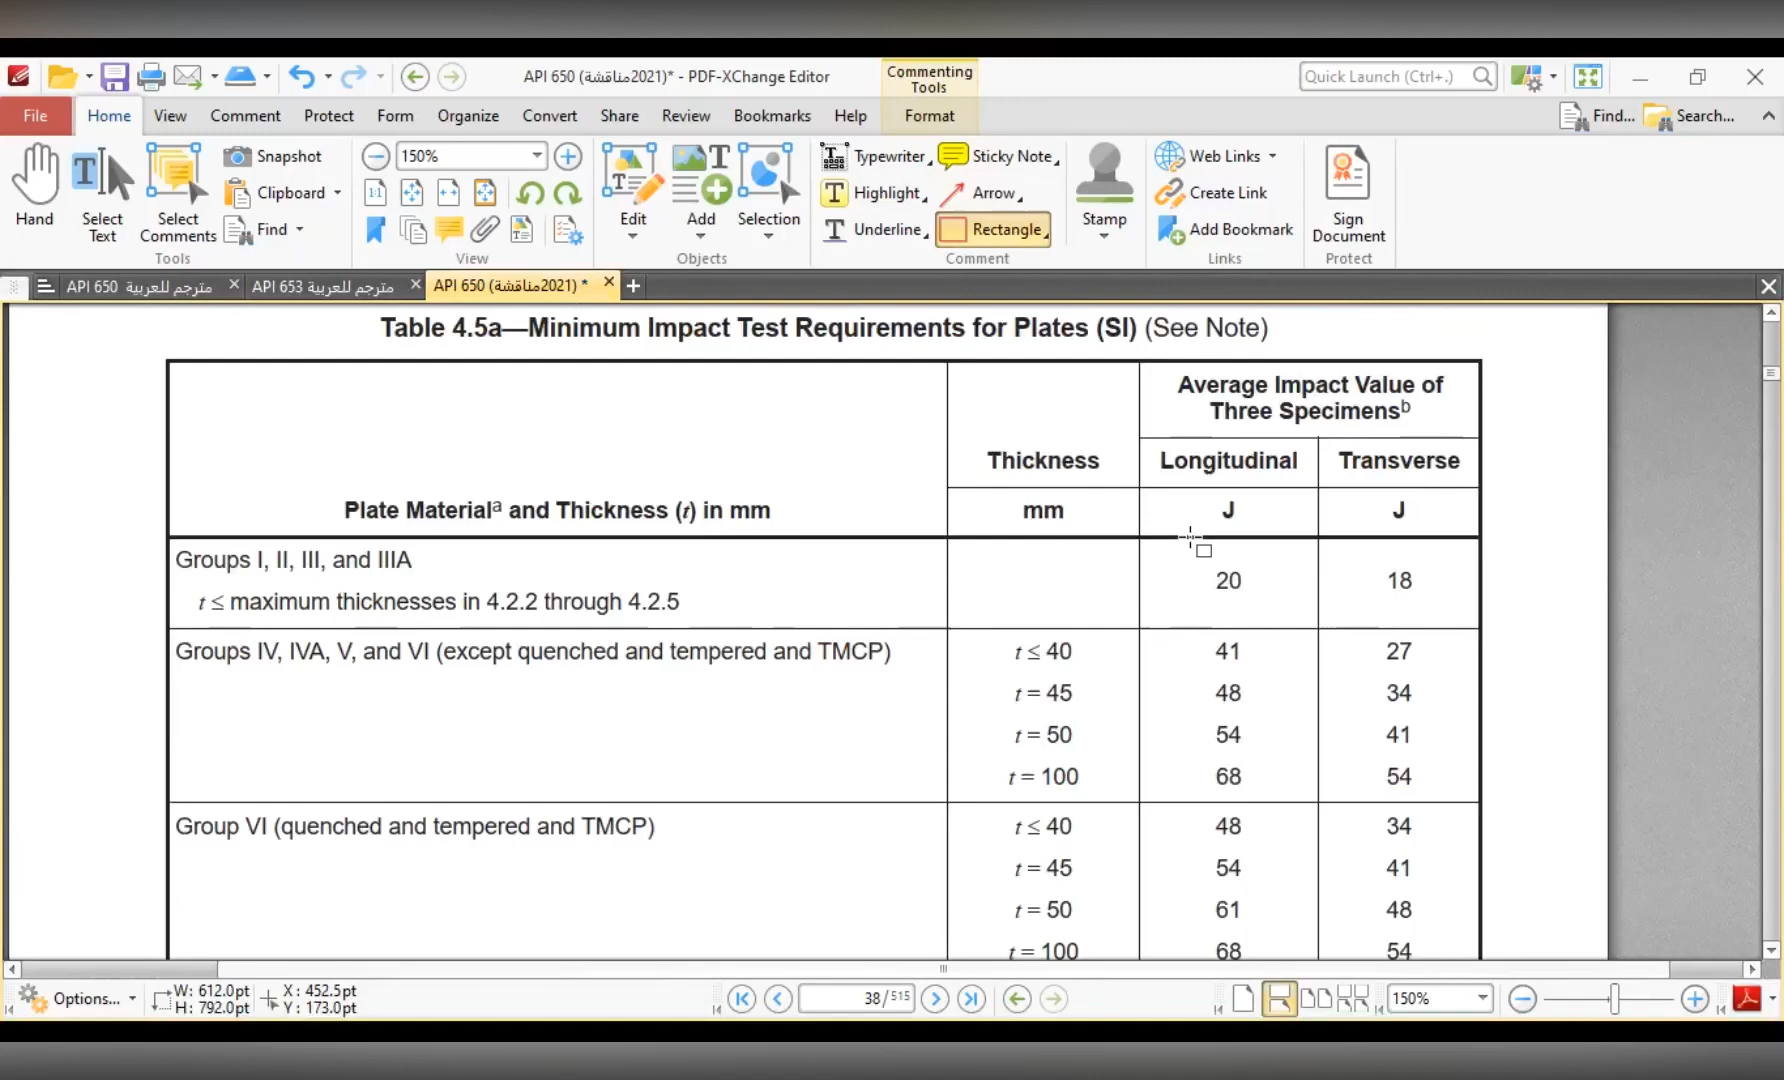 API 650 (مناقشة2021)* - PDF-XChange Editor
Commenting Tools
Quick Launch (Ctrl+.)
File Home View Comment Protect Form Organize Convert Share Review Bookmarks Help Format
Find... Search...
Hand
Select Text
Select Comments
Snapshot
Clipboard
Find
Tools
150%
View
Edit
Add
Selection
Objects
Typewriter
Highlight
Underline
Sticky Note
Arrow
Rectangle
Stamp
Comment
Web Links
Create Link
Add Bookmark
Links
Sign Document
Protect
API 650 مترجم للعربية
API 653 مترجم للعربية
API 650 (مناقشة2021) *
Table 4.5a—Minimum Impact Test Requirements for Plates (SI) (See Note)
Average Impact Value of
Three Specimensᵇ
Thickness Longitudinal Transverse
Plate Materialᵃ and Thickness (t) in mm mm J J
Groups I, II, III, and IIIA
t ≤ maximum thicknesses in 4.2.2 through 4.2.5 20 18
Groups IV, IVA, V, and VI (except quenched and tempered and TMCP) t ≤ 40 41 27
t = 45 48 34
t = 50 54 41
t = 100 68 54
Group VI (quenched and tempered and TMCP) t ≤ 40 48 34
t = 45 54 41
t = 50 61 48
t = 100 68 54
Options...
W: 612.0pt
H: 792.0pt
X: 452.5pt
Y: 173.0pt
38/515
150%